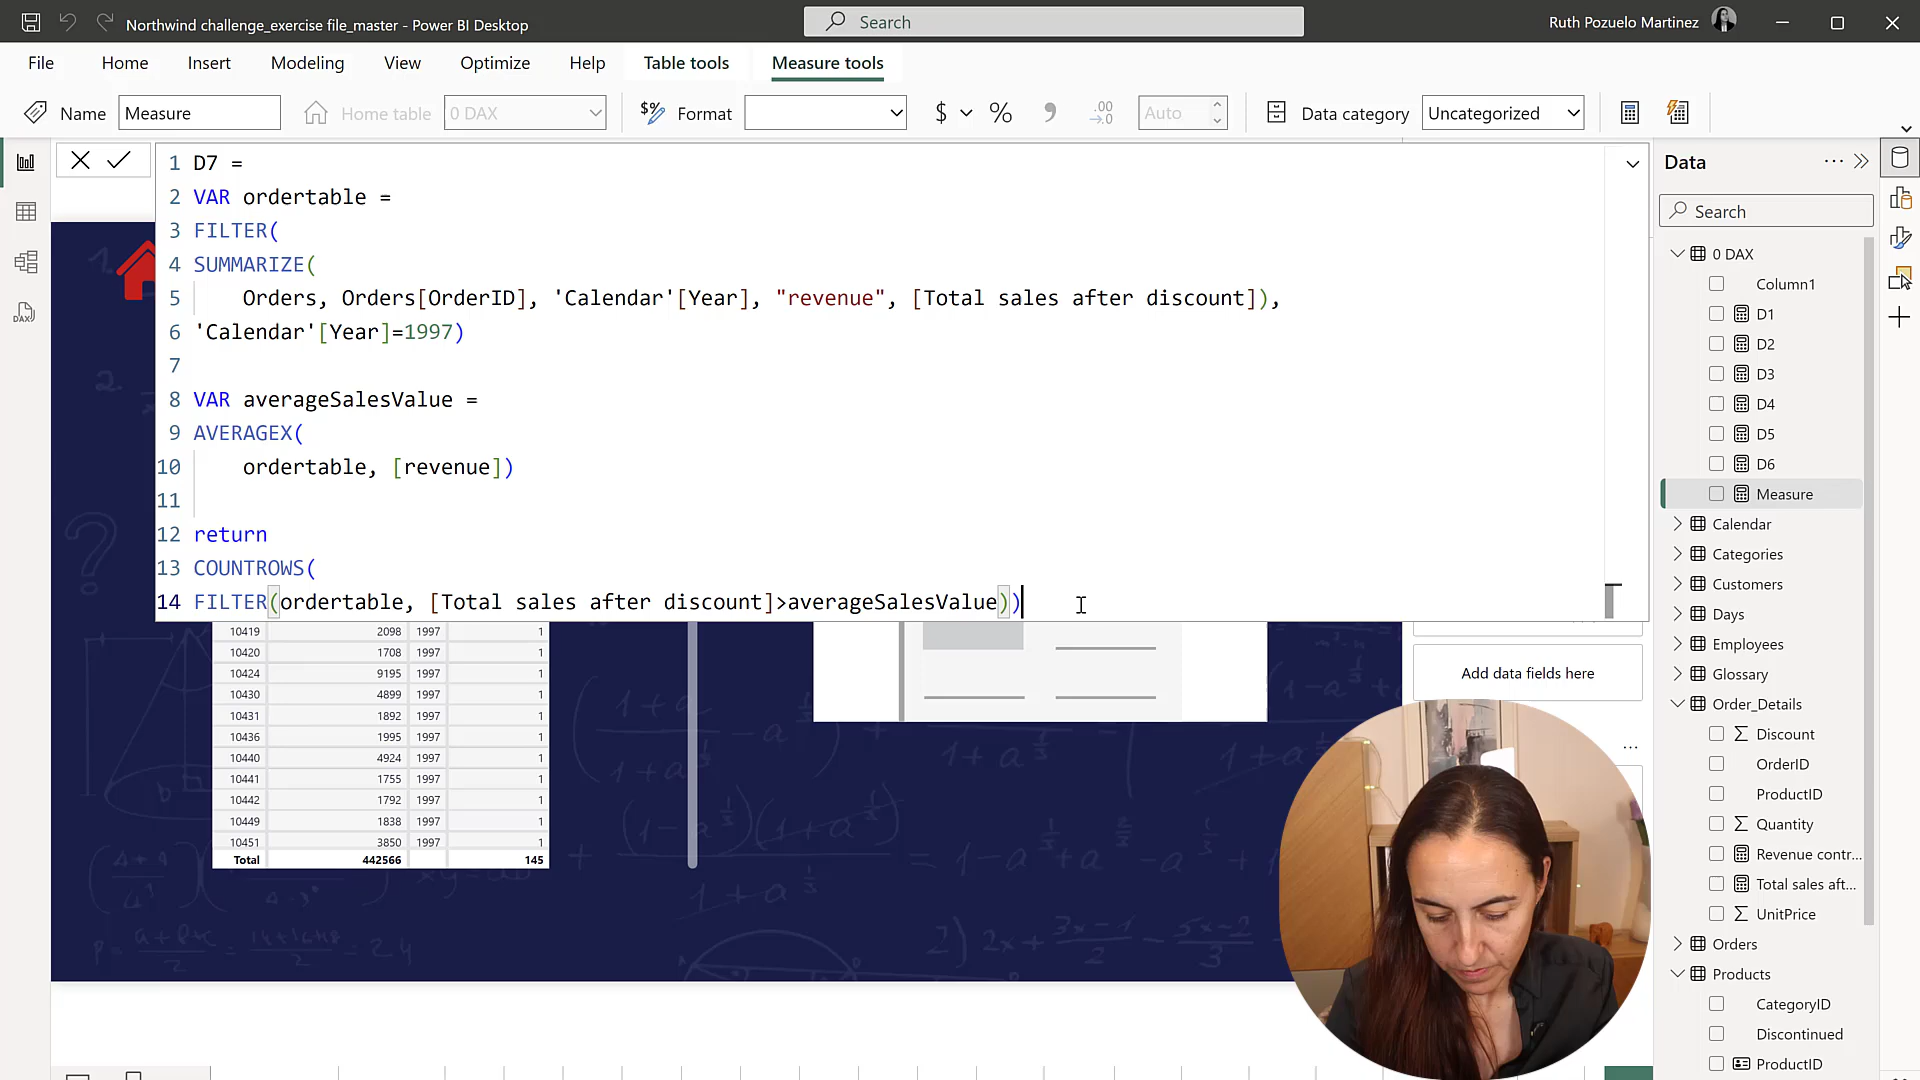 Northwind challenge_exercise file_master - Power BI Desktop
Search
Ruth Pozuelo Martinez
File
Home
Insert
Modeling
View
Optimize
Help
Table tools
Measure tools
Name
Measure
Home table
0 DAX
Format
$
%
Auto
Data category
Uncategorized
1 D7 =
2 VAR ordertable =
3 FILTER(
4 SUMMARIZE(
5 Orders, Orders[OrderID], 'Calendar'[Year], "revenue", [Total sales after discount]),
6 'Calendar'[Year]=1997)
7
8 VAR averageSalesValue =
9 AVERAGEX(
10 ordertable, [revenue])
11
12 return
13 COUNTROWS(
14 FILTER(ordertable, [Total sales after discount]>averageSalesValue))
10419 2098 1997 1
10420 1708 1997 1
10424 9195 1997 1
10430 4899 1997 1
10431 1892 1997 1
10436 1995 1997 1
10440 4924 1997 1
10441 1755 1997 1
10442 1792 1997 1
10449 1838 1997 1
10451 3850 1997 1
Total 442566 145
Add data fields here
Data
Search
0 DAX
Column1
D1
D2
D3
D4
D5
D6
Measure
Calendar
Categories
Customers
Days
Employees
Glossary
Order_Details
Discount
OrderID
ProductID
Quantity
Revenue contr...
Total sales aft...
UnitPrice
Orders
Products
CategoryID
Discontinued
ProductID